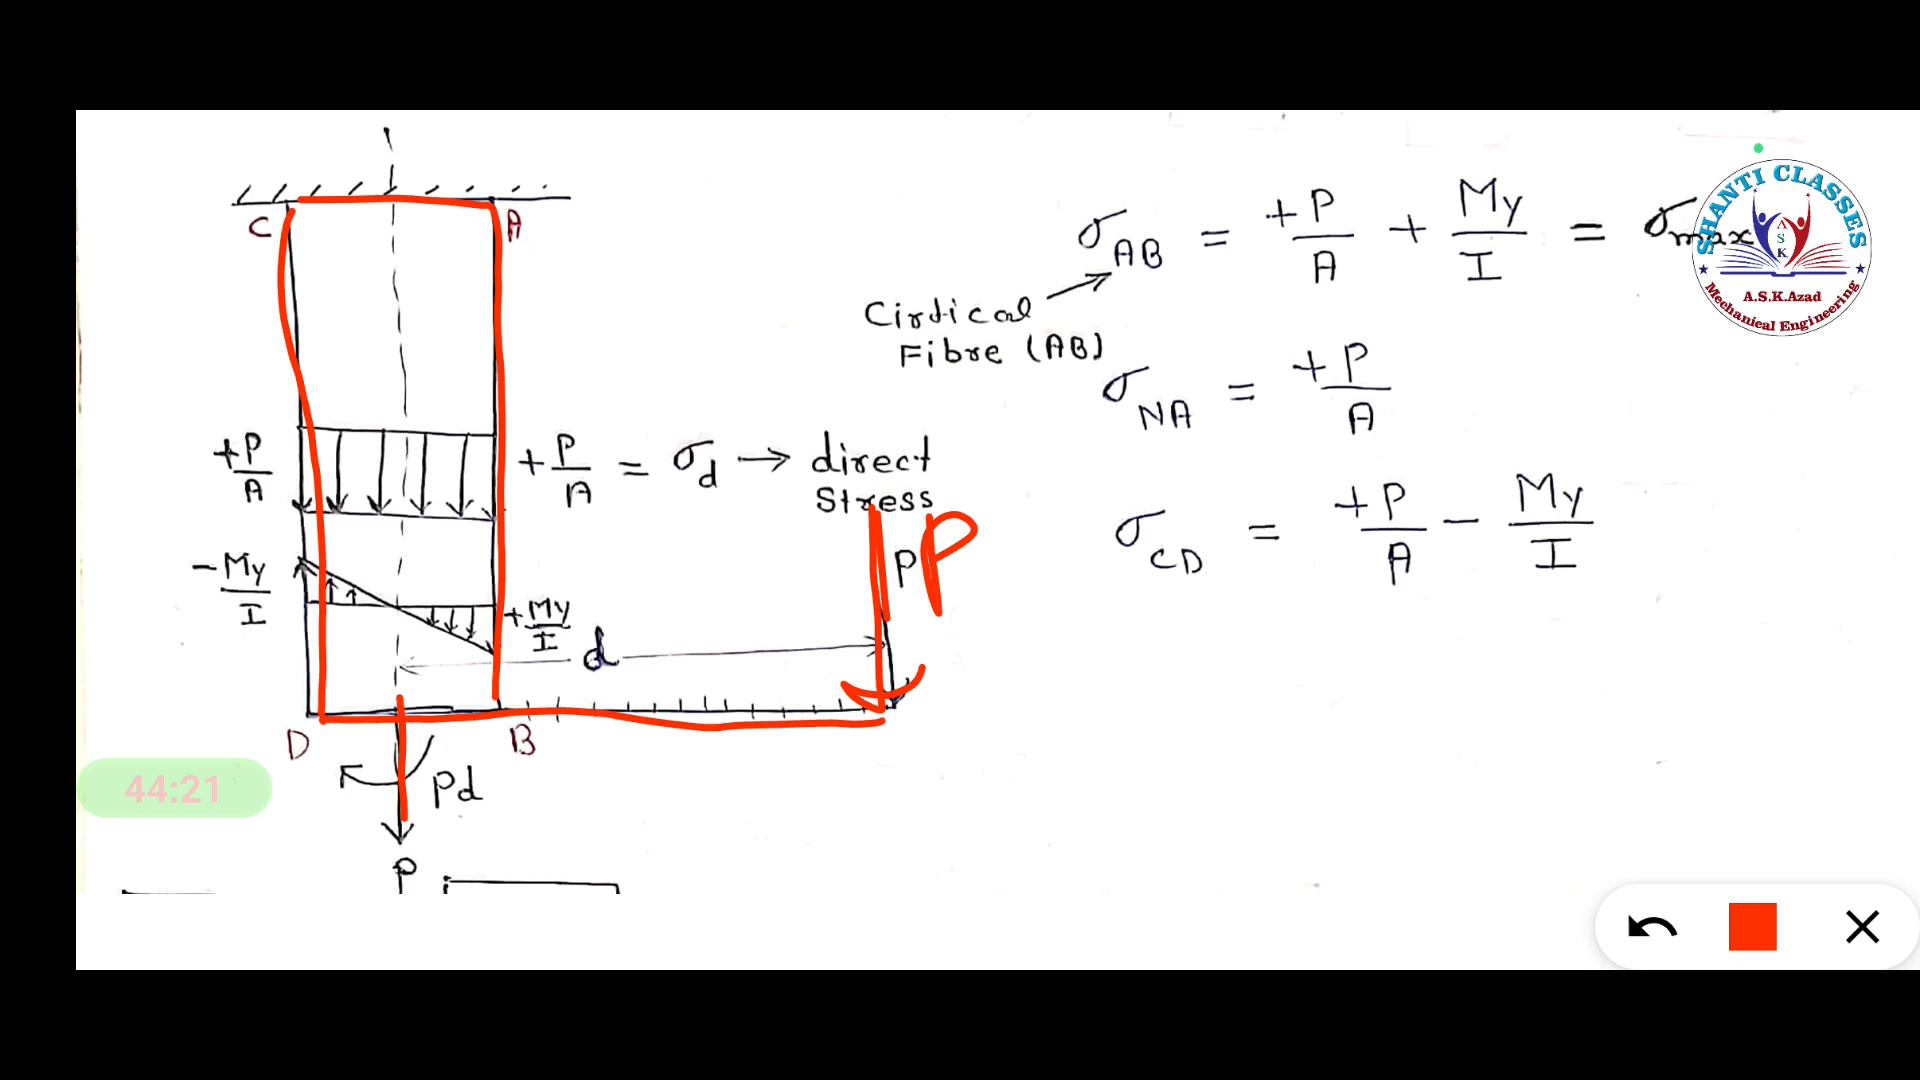 C A
σAB = +P/A + My/I = σmax
Cirtical
Fibre (AB)
σNA = +P/A
+P/A +P/A = σd → direct
Stress
σCD = +P/A - My/I
P P
-My/I +My/I
d
D B
Pd
P
44:21
SHANTI CLASSES
A
S
K
A.S.K.Azad
Mechanical Engineering